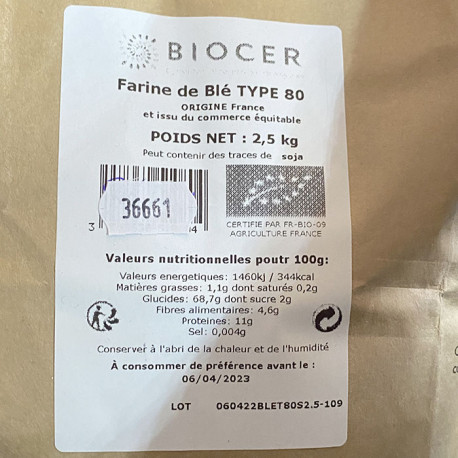 BIOCER
Farine de Blé TYPE 80
ORIGINE France
et issu du commerce équitable
POIDS NET : 2,5 kg
Peut contenir des traces de soja
36661
3
4
CERTIFIE PAR FR-BIO-09
AGRICULTURE FRANCE
Valeurs nutritionnelles poutr 100g:
Valeurs energetiques: 1460kj / 344kcal
Matières grasses: 1,1g dont saturés 0,2g
Glucides: 68,7g dont sucre 2g
Fibres alimentaires: 4,6g
Proteines: 11g
Sel: 0,004g
Conserver à l'abri de la chaleur et de l'humidité
À consommer de préférence avant le :
06/04/2023
LOT 060422BLET80S2.5-109